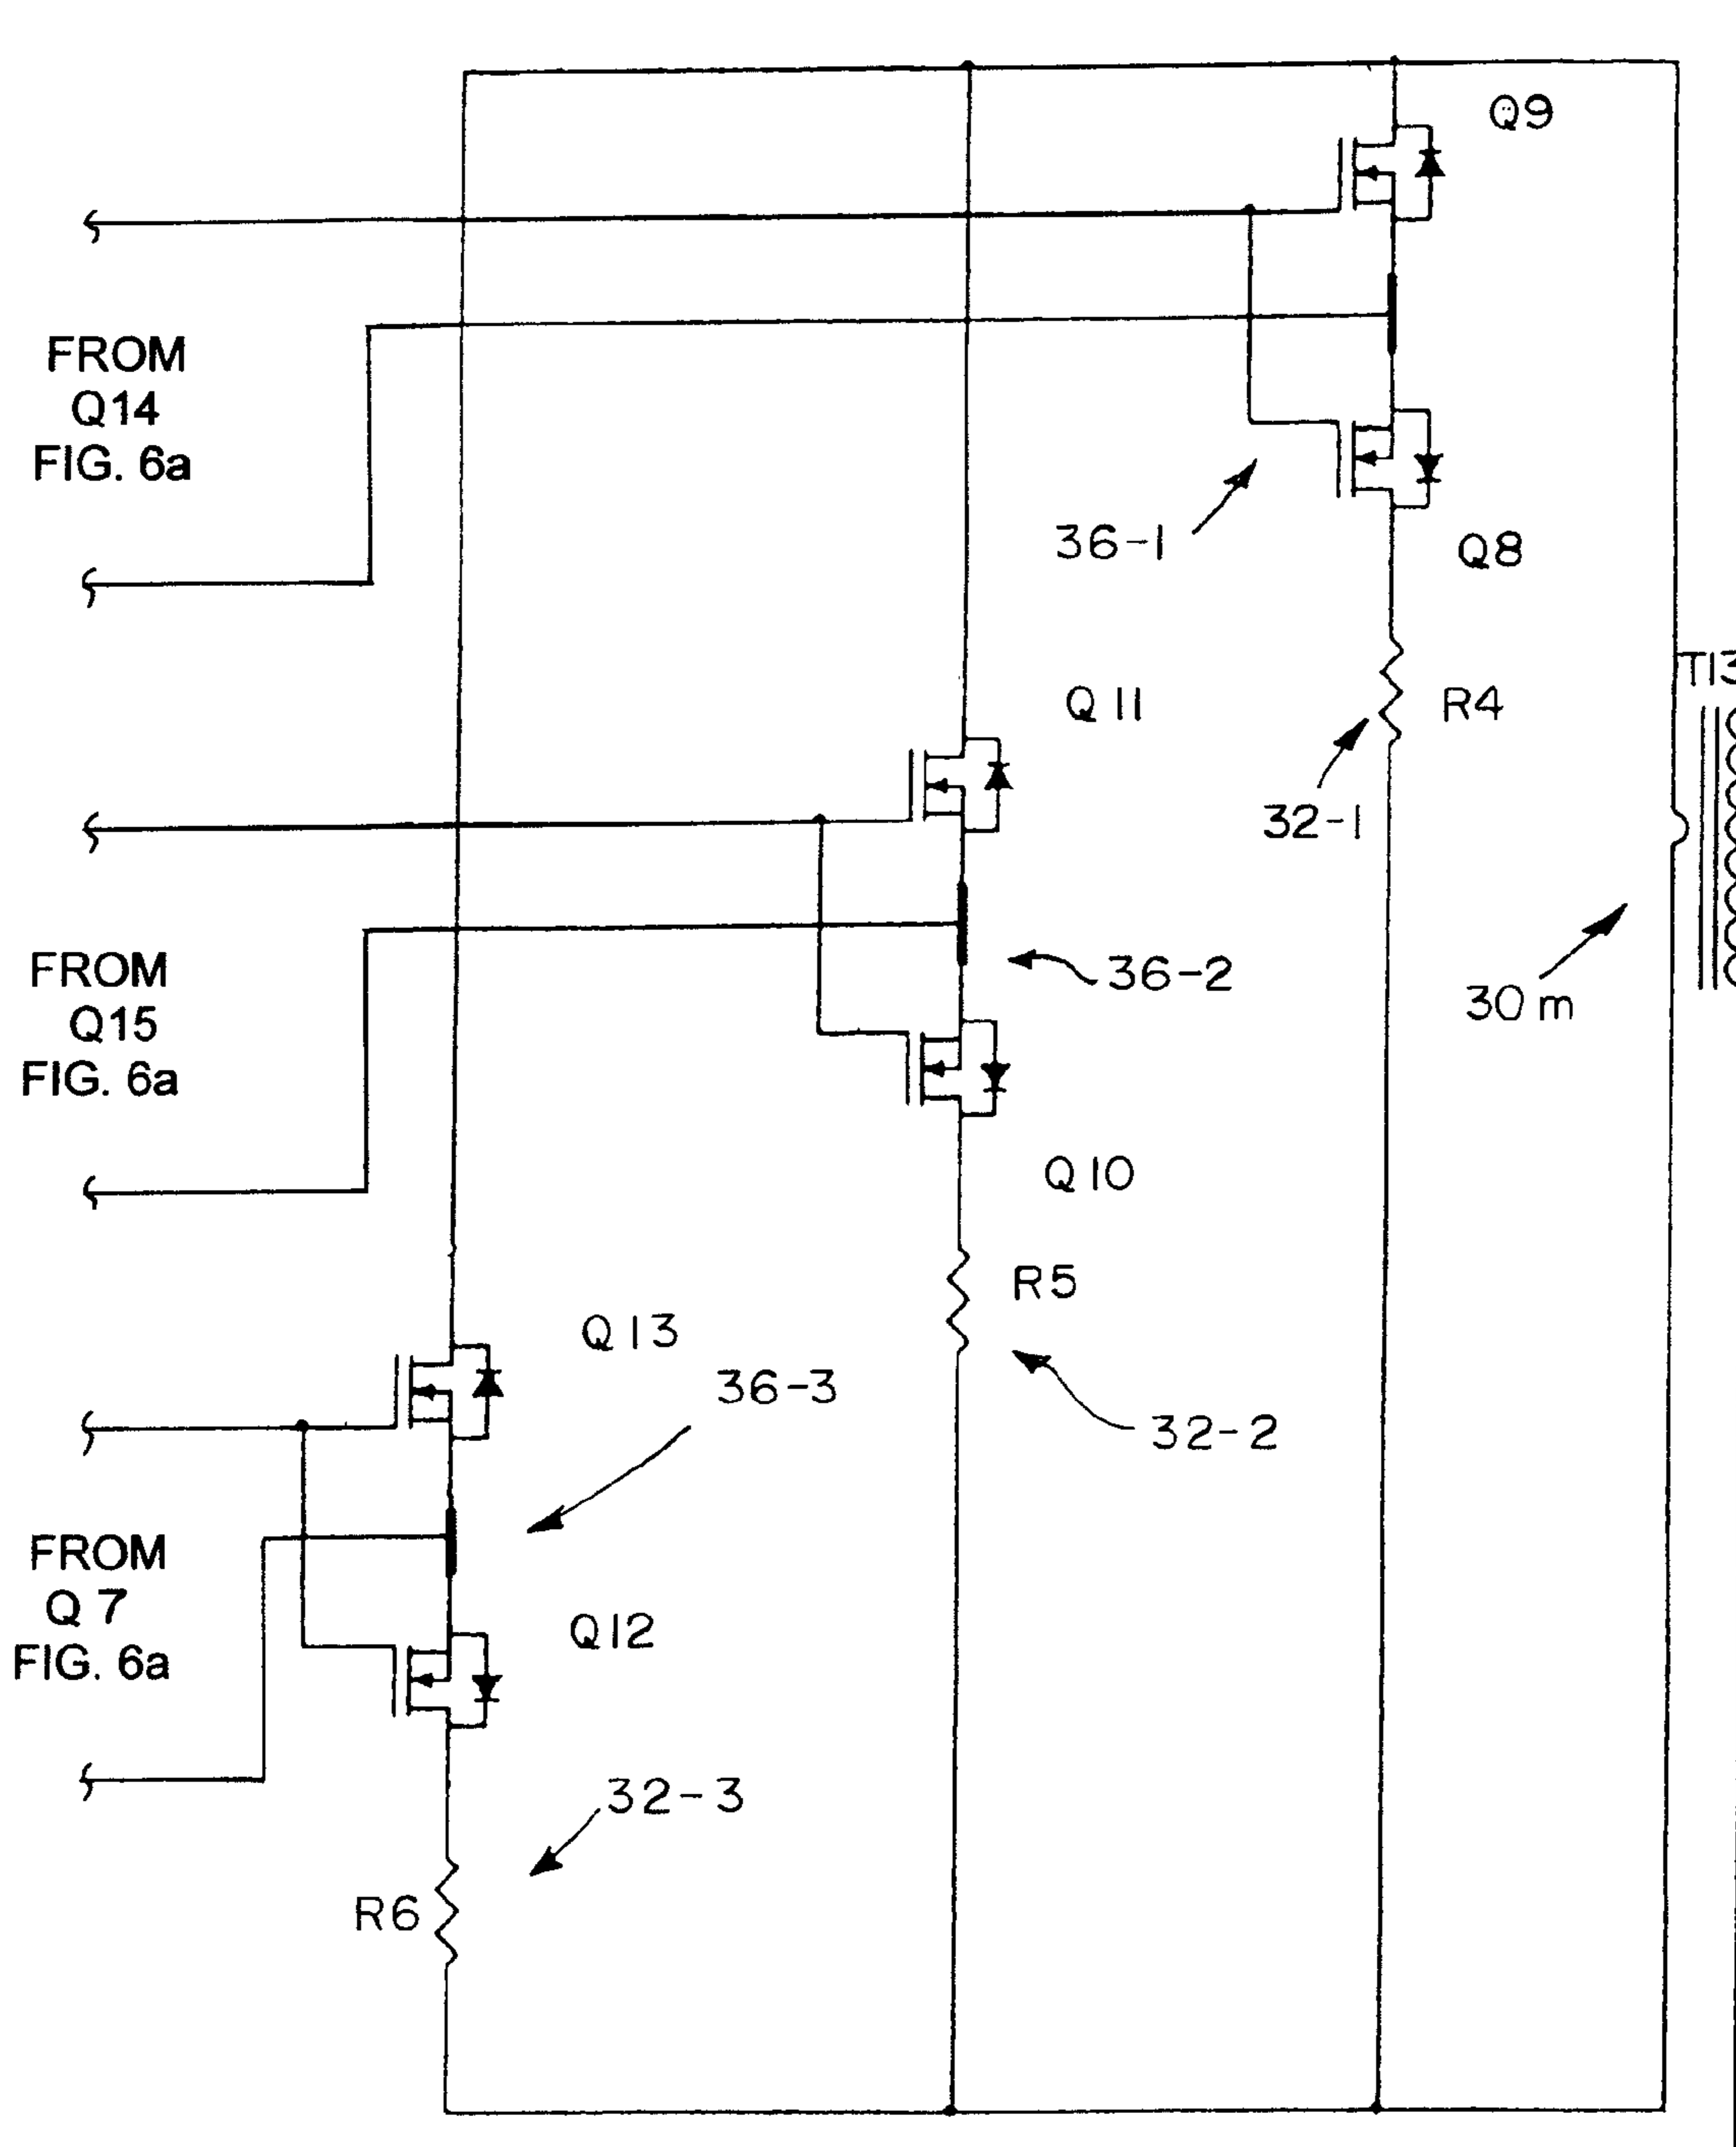 Q9
FROM
Q14
FIG. 6a
36-1
Q8
T13
R4
Q11
32-1
FROM
Q15
FIG. 6a
36-2
30m
Q10
R5
Q13
36-3
32-2
FROM
Q7
FIG. 6a
Q12
32-3
R6